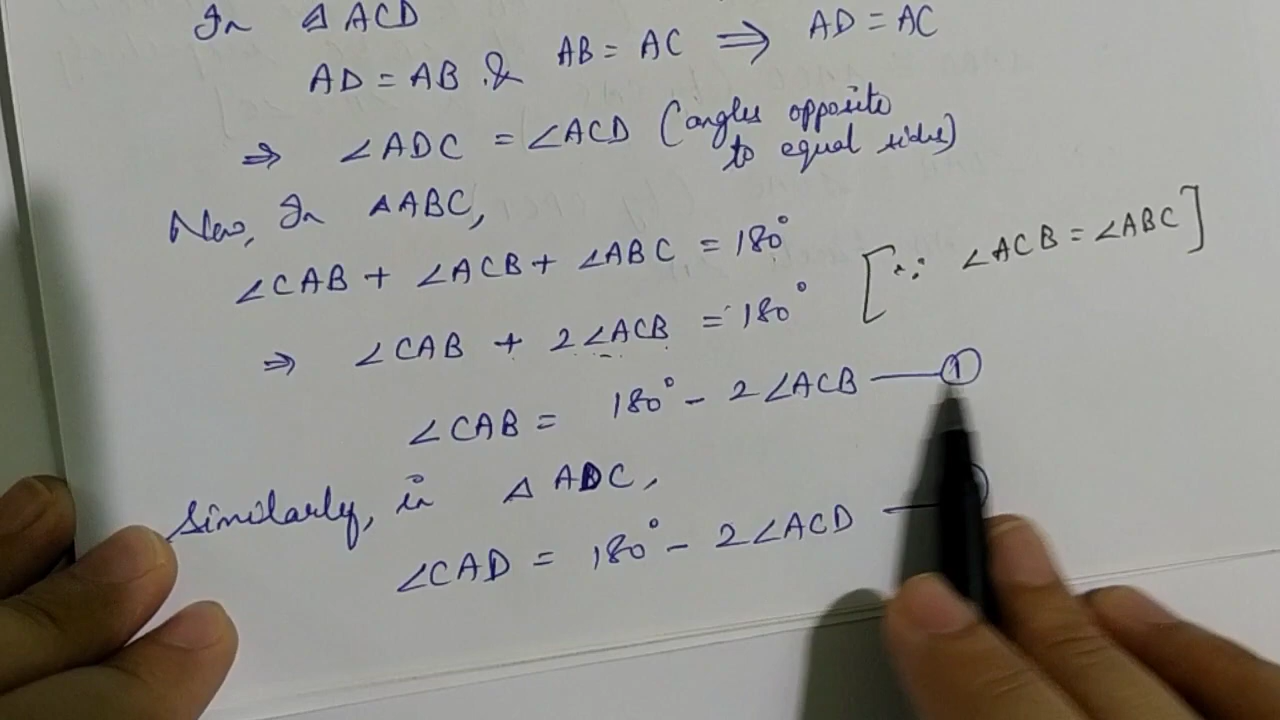 In △ ACD
AD = AB & AB = AC ⇒ AD = AC
⇒ ∠ADC = ∠ACD (angles opposite
to equal sides)
Now, In △ABC,
∠CAB + ∠ACB + ∠ABC = 180°
⇒ ∠CAB + 2∠ACB = 180° [∵ ∠ACB = ∠ABC]
∠CAB = 180° - 2∠ACB — ①
Similarly, in △ ADC,
∠CAD = 180° - 2∠ACD —